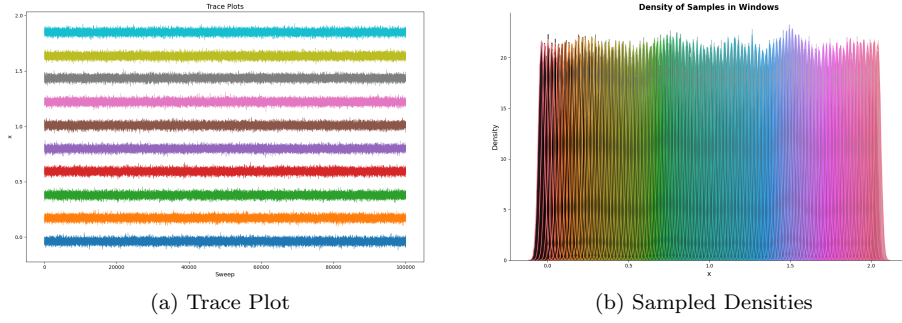 Trace Plots
2.0
1.5
1.0
0.5
0.0
x
0 20000 40000 60000 80000 100000
Sweep
(a) Trace Plot
Density of Samples in Windows
20
15
10
5
0
Density
0.0 0.5 1.0 1.5 2.0
x
(b) Sampled Densities